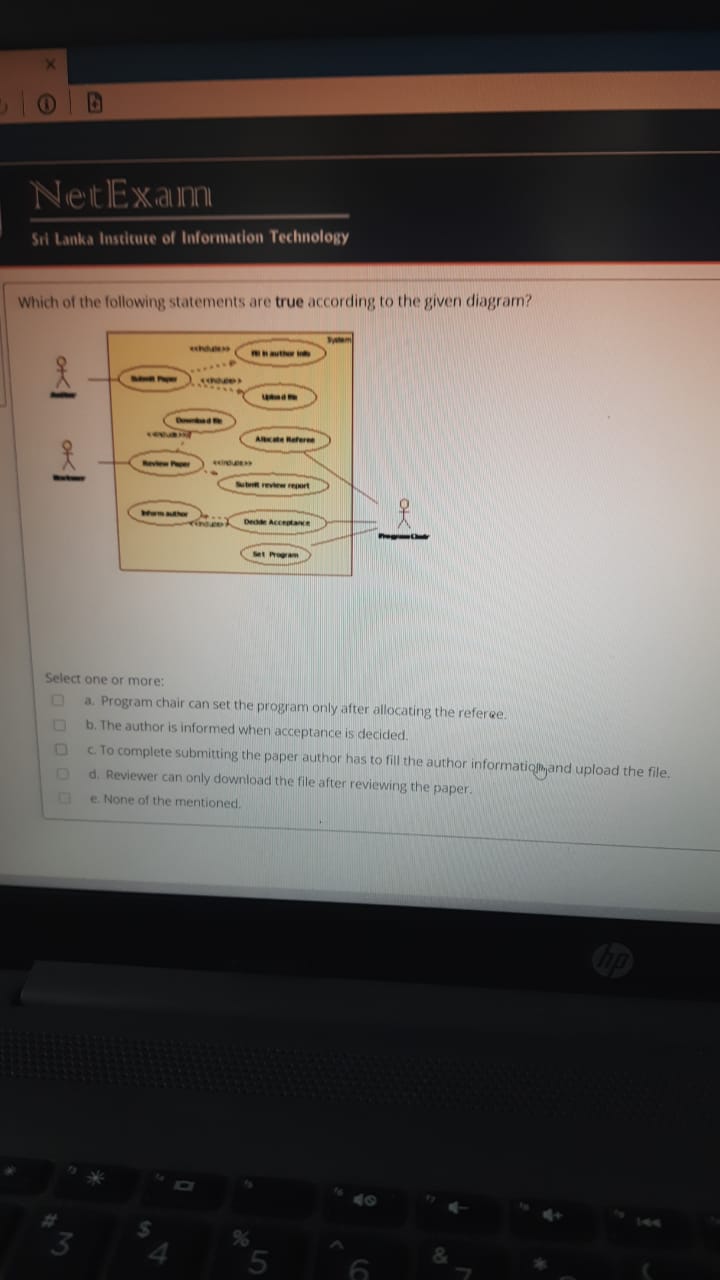 NetExam
Sri Lanka Institute of Information Technology
Which of the following statements are true according to the given diagram?
System
<<include>>
Fill in author info
Submit Paper
<<include>>
Upload file
Download file
Allocate Referee
Review Paper
<<include>>
Submit review report
Inform author
Decide Acceptance
Program Chair
Set Program
Select one or more:
a. Program chair can set the program only after allocating the referee.
b. The author is informed when acceptance is decided.
c. To complete submitting the paper author has to fill the author information and upload the file.
d. Reviewer can only download the file after reviewing the paper.
e. None of the mentioned.
hp
# 3
$ 4
% 5
^ 6
& 7
*